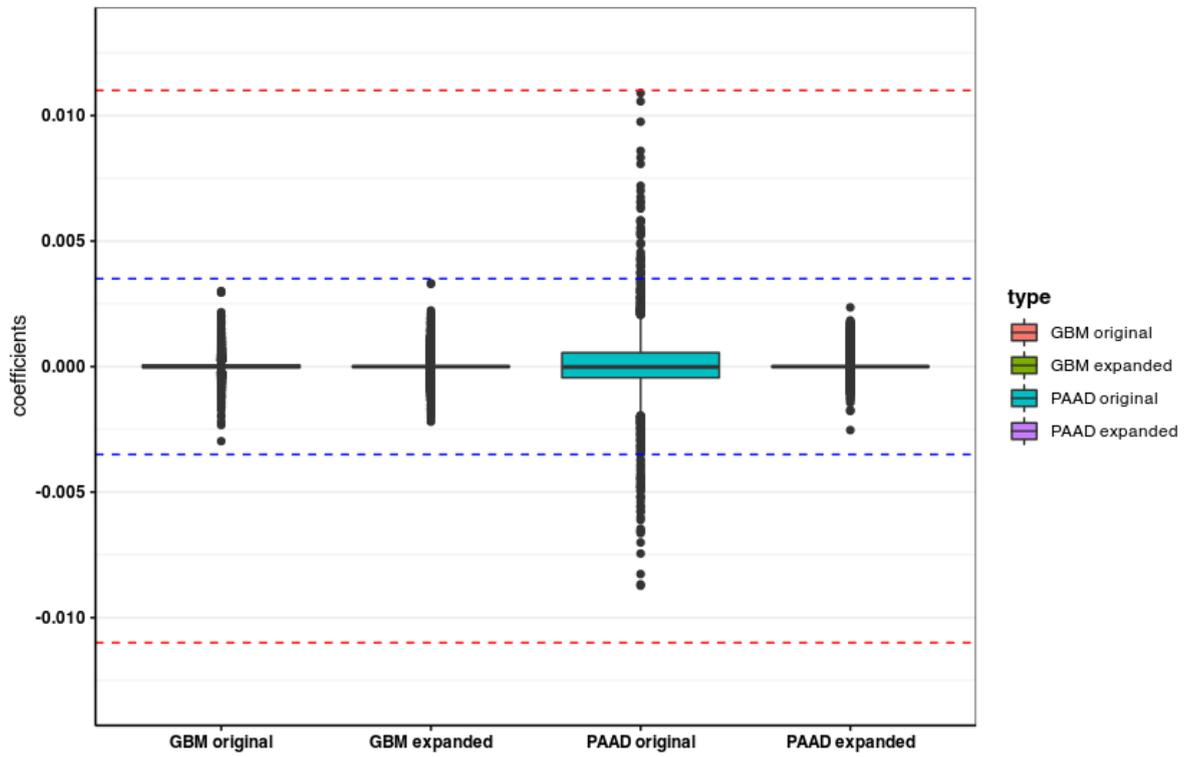 coefficients
0.010
0.005
0.000
-0.005
-0.010
GBM original
GBM expanded
PAAD original
PAAD expanded
type
GBM original
GBM expanded
PAAD original
PAAD expanded